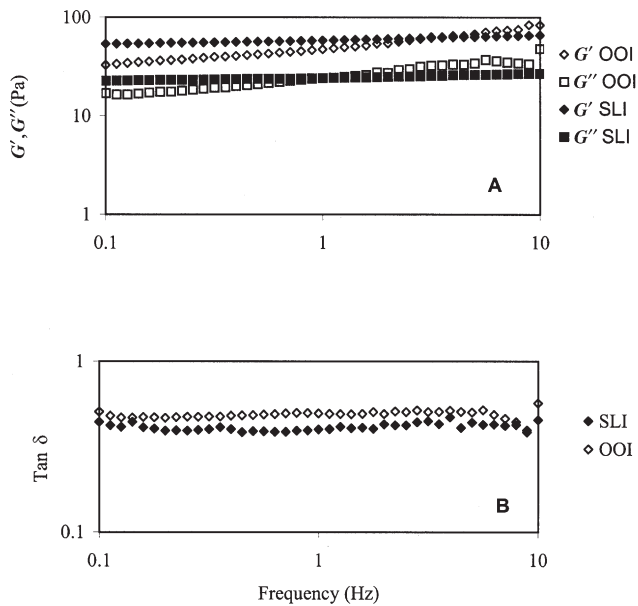 100
10
1
G′, G″ (Pa)
0.1
1
10
A
G′ OOI
G″ OOI
G′ SLI
G″ SLI
1
0.1
Tan δ
0.1
1
10
B
SLI
OOI
Frequency (Hz)